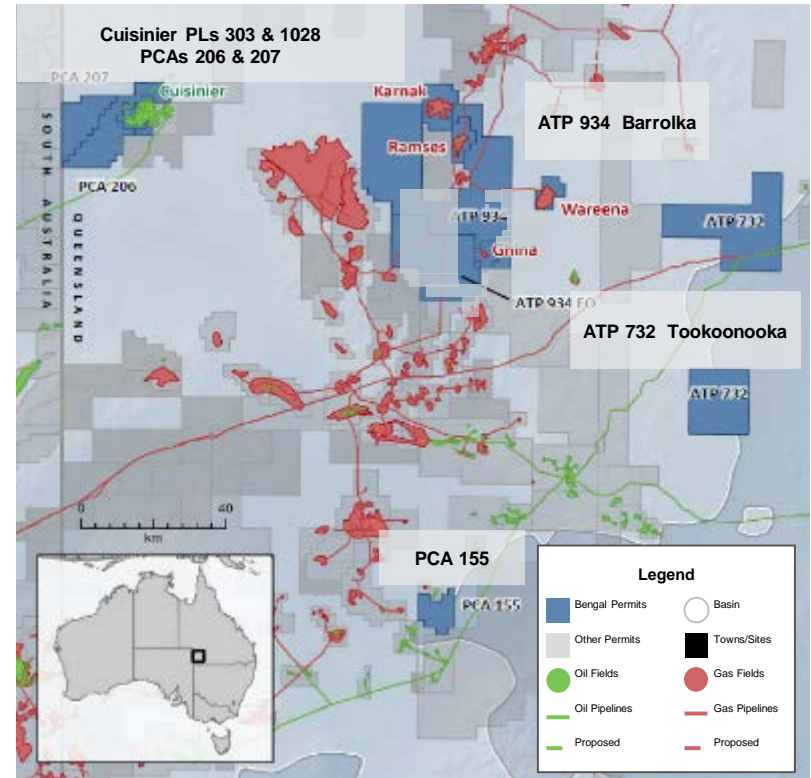 Cuisinier PLs 303 & 1028
PCAs 206 & 207
PCA 207
Cuisinier
PCA 206
SOUTH AUSTRALIA
QUEENSLAND
Karnak
Ramses
ATP 934 Barrolka
Wareena
ATP 934
Ghina
ATP 732
ATP 732 Tookoonooka
ATP 732
0 40
km
PCA 155
PCA 155
Legend
Bengal Permits
Basin
Other Permits
Towns/Sites
Oil Fields
Gas Fields
Oil Pipelines
Gas Pipelines
Proposed
Proposed